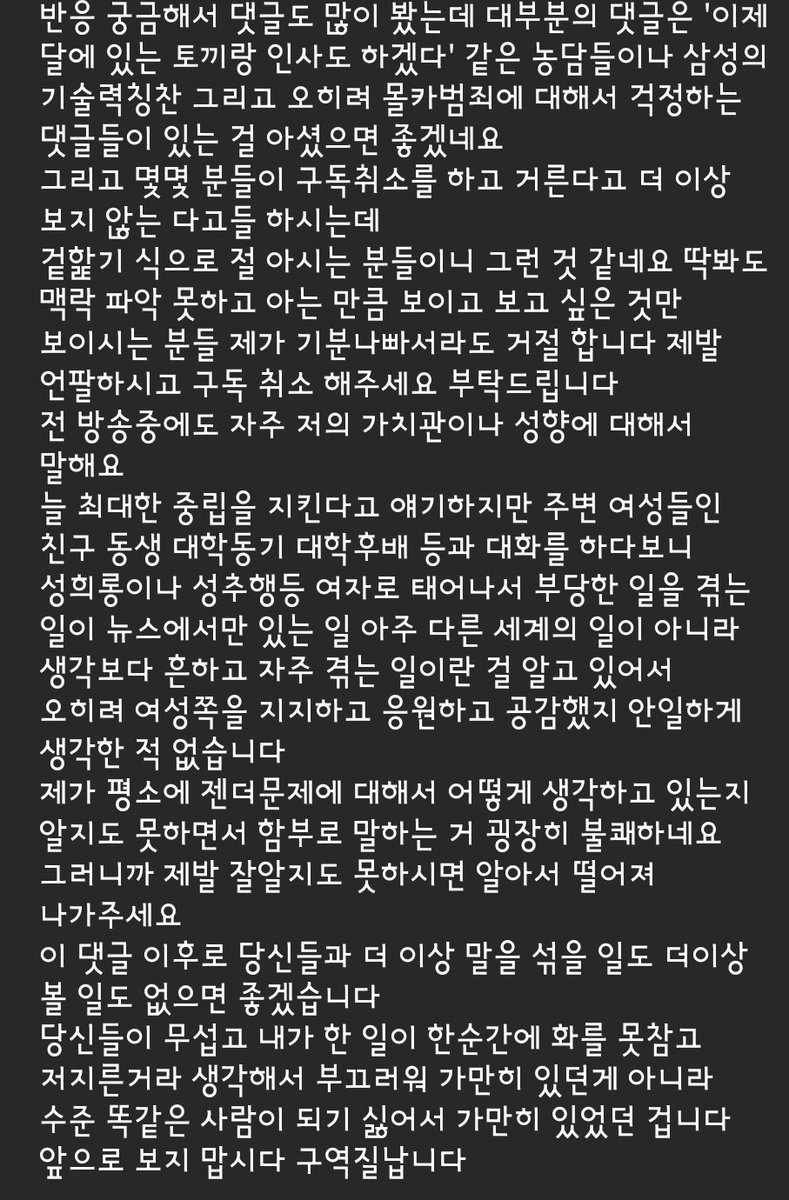 반응 궁금해서 댓글도 많이 봤는데 대부분의 댓글은 '이제
달에 있는 토끼랑 인사도 하겠다' 같은 농담들이나 삼성의
기술력칭찬 그리고 오히려 몰카범죄에 대해서 걱정하는
댓글들이 있는 걸 아셨으면 좋겠네요
그리고 몇몇 분들이 구독취소를 하고 거른다고 더 이상
보지 않는 다고들 하시는데
겉핥기 식으로 절 아시는 분들이니 그런 것 같네요 딱봐도
맥락 파악 못하고 아는 만큼 보이고 보고 싶은 것만
보이시는 분들 제가 기분나빠서라도 거절 합니다 제발
언팔하시고 구독 취소 해주세요 부탁드립니다
전 방송중에도 자주 저의 가치관이나 성향에 대해서
말해요
늘 최대한 중립을 지킨다고 얘기하지만 주변 여성들인
친구 동생 대학동기 대학후배 등과 대화를 하다보니
성희롱이나 성추행등 여자로 태어나서 부당한 일을 겪는
일이 뉴스에서만 있는 일 아주 다른 세계의 일이 아니라
생각보다 흔하고 자주 겪는 일이란 걸 알고 있어서
오히려 여성쪽을 지지하고 응원하고 공감했지 안일하게
생각한 적 없습니다
제가 평소에 젠더문제에 대해서 어떻게 생각하고 있는지
알지도 못하면서 함부로 말하는 거 굉장히 불쾌하네요
그러니까 제발 잘알지도 못하시면 알아서 떨어져
나가주세요
이 댓글 이후로 당신들과 더 이상 말을 섞을 일도 더이상
볼 일도 없으면 좋겠습니다
당신들이 무섭고 내가 한 일이 한순간에 화를 못참고
저지른거라 생각해서 부끄러워 가만히 있던게 아니라
수준 똑같은 사람이 되기 싫어서 가만히 있었던 겁니다
앞으로 보지 맙시다 구역질납니다